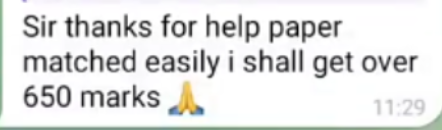 Sir thanks for help paper
matched easily i shall get over
650 marks 🙏
11:29